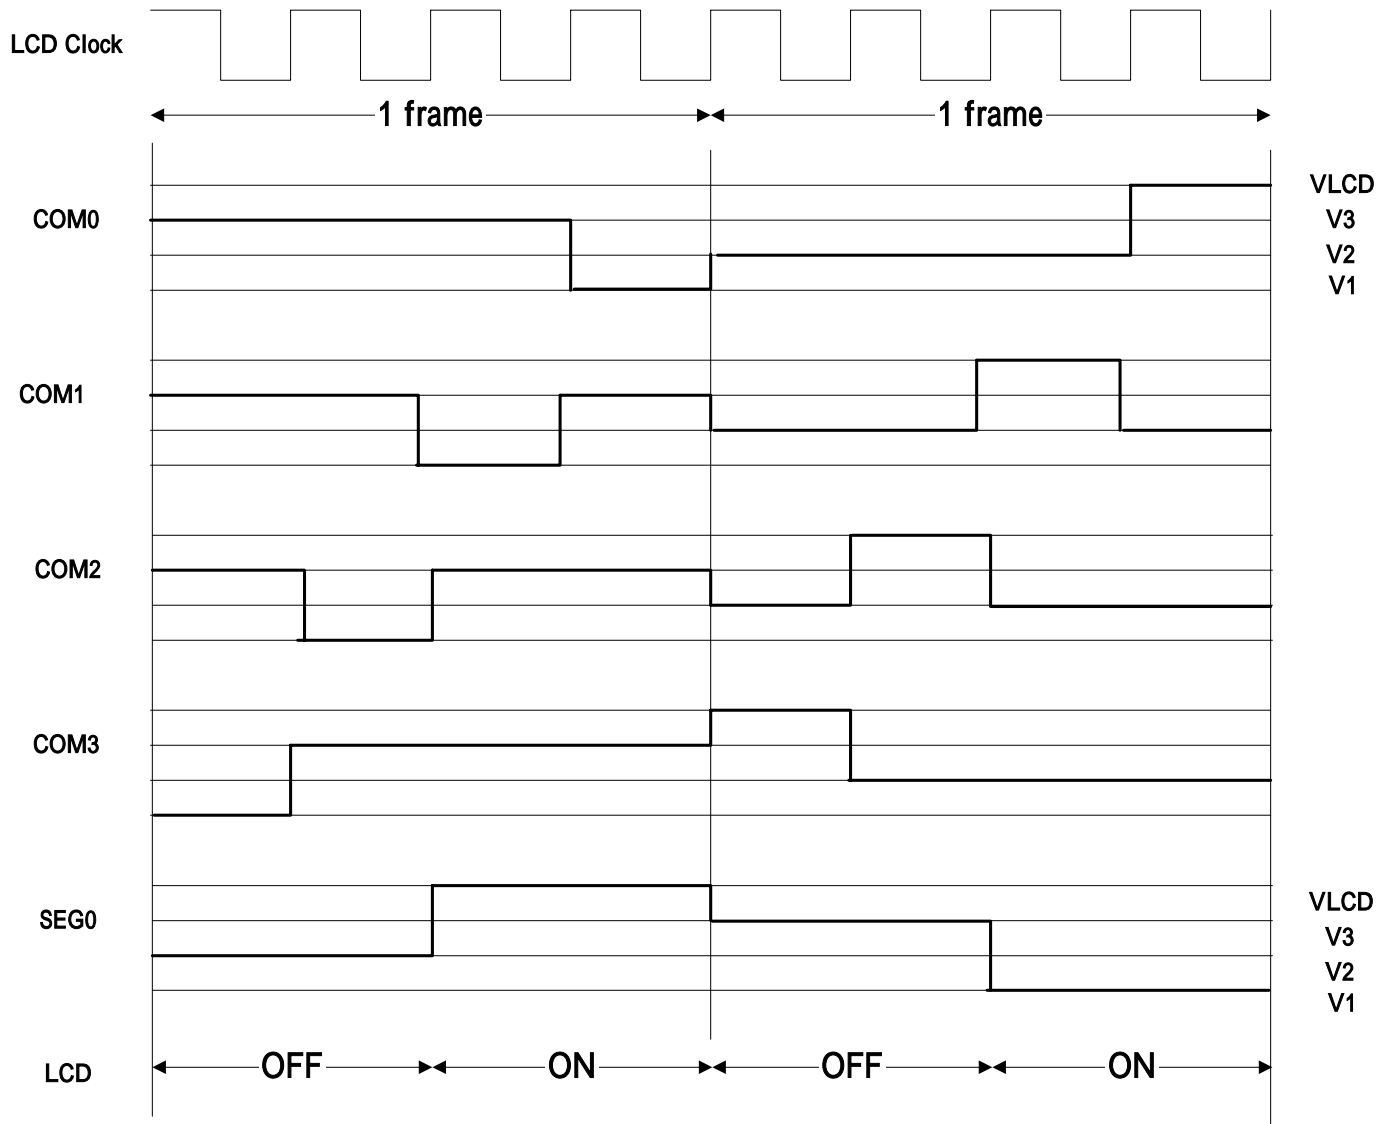 LCD Clock
1 frame 1 frame
VLCD
COM0 V3
V2
V1
COM1
COM2
COM3
VLCD
SEG0
V3
V2
V1
LCD OFF ON OFF ON